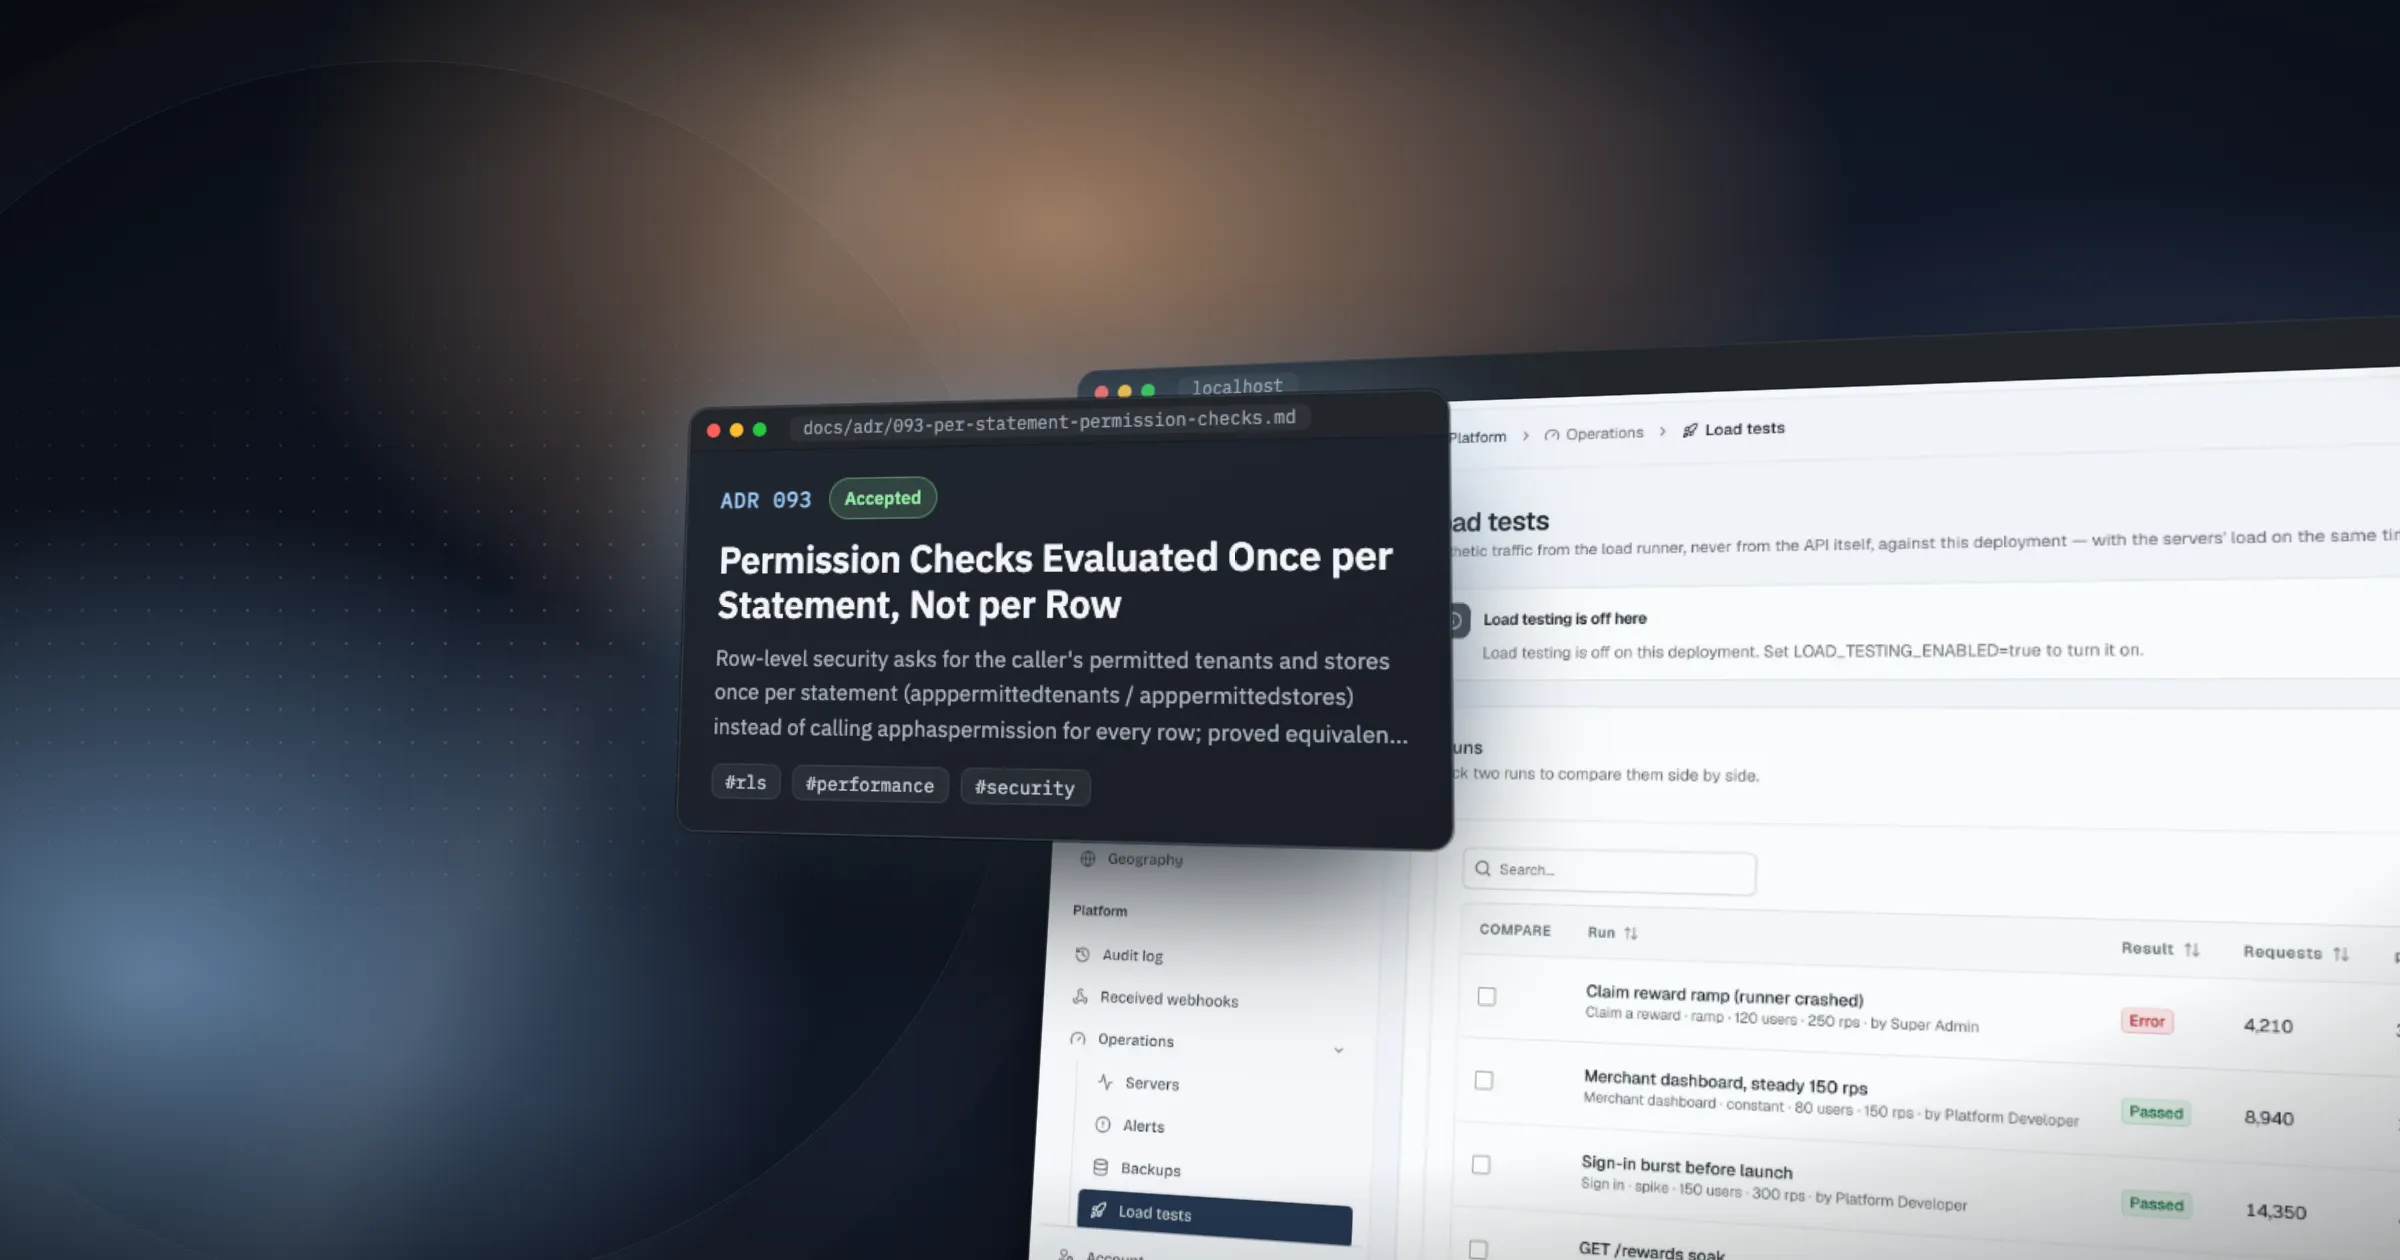 localhost
docs/adr/093-per-statement-permission-checks.md
ADR 093
Accepted
Permission Checks Evaluated Once per
Statement, Not per Row
Row-level security asks for the caller's permitted tenants and stores
once per statement (apppermittedtenants / apppermittedstores)
instead of calling apphaspermission for every row; proved equivalen...
#rls #performance #security
Platform > Operations > Load tests
ad tests
hetic traffic from the load runner, never from the API itself, against this deployment — with the servers' load on the same tim
Load testing is off here
Load testing is off on this deployment. Set LOAD_TESTING_ENABLED=true to turn it on.
uns
ck two runs to compare them side by side.
Search...
COMPARE Run Result Requests
Claim reward ramp (runner crashed)
Claim a reward · ramp · 120 users · 250 rps · by Super Admin
Error 4,210
Merchant dashboard, steady 150 rps
Merchant dashboard · constant · 80 users · 150 rps · by Platform Developer
Passed 8,940
Sign-in burst before launch
Sign in · spike · 150 users · 300 rps · by Platform Developer
Passed 14,350
GET /rewards soak
Geography
Platform
Audit log
Received webhooks
Operations
Servers
Alerts
Backups
Load tests
Account